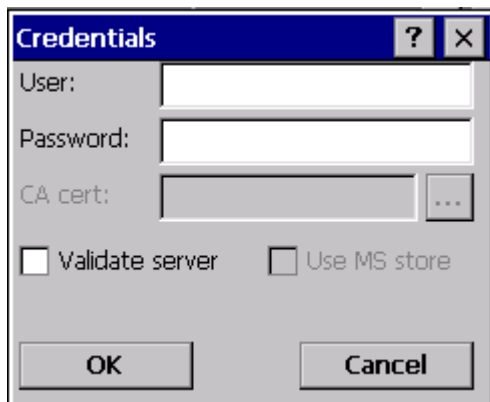 Credentials ? ×
User:
Password:
CA cert: ...
Validate server Use MS store
OK Cancel